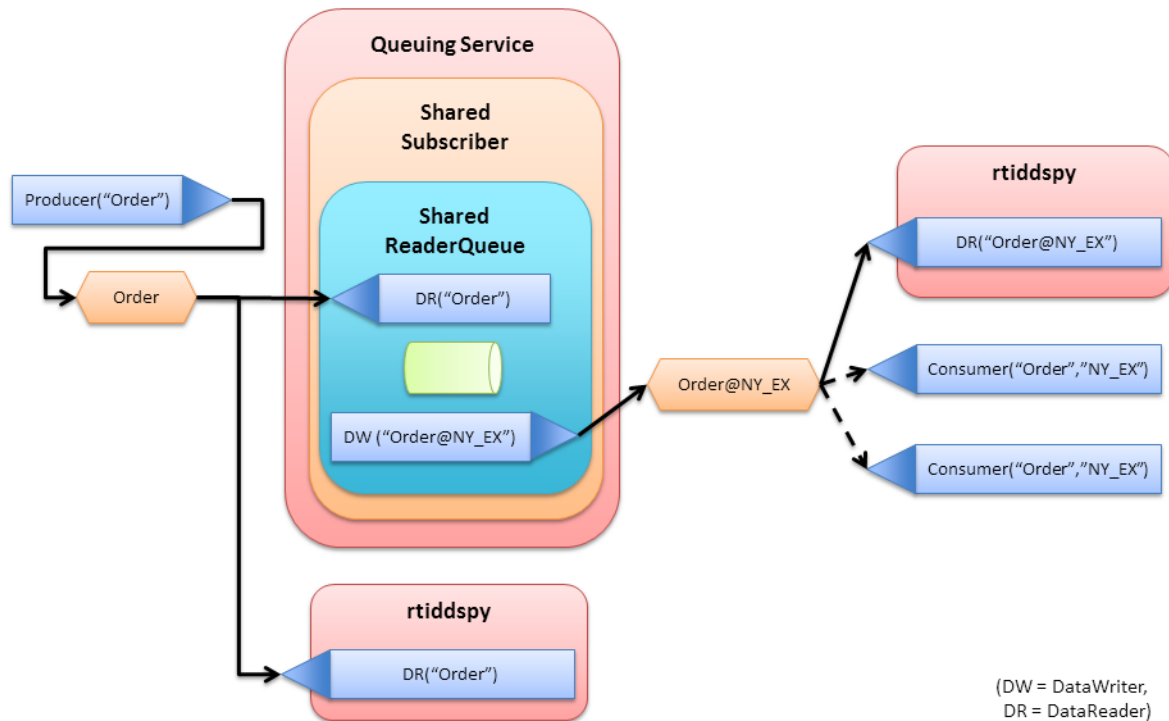 Queuing Service
Shared
Subscriber
Producer(“Order”)
Shared
ReaderQueue
Order
DR(“Order”)
DW (“Order@NY_EX”)
Order@NY_EX
rtiddspy
DR(“Order@NY_EX”)
Consumer(“Order”,”NY_EX”)
Consumer(“Order”,”NY_EX”)
rtiddspy
DR(“Order”)
(DW = DataWriter,
DR = DataReader)